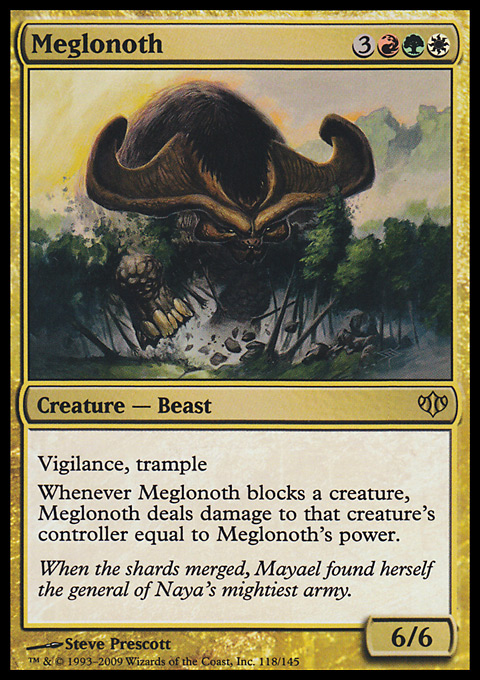 Meglonoth 3
Creature — Beast
Vigilance, trample
Whenever Meglonoth blocks a creature,
Meglonoth deals damage to that creature's
controller equal to Meglonoth's power.
When the shards merged, Mayael found herself
the general of Naya's mightiest army.
Steve Prescott
6/6
™ & © 1993–2009 Wizards of the Coast, Inc. 118/145